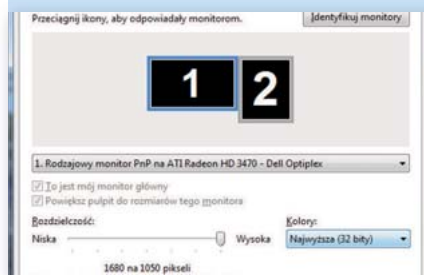 Przeciągnij ikony, aby odpowiadały monitorom.
Identyfikuj monitory
1 2
1. Rodzajowy monitor PnP na ATI Radeon HD 3470 - Dell Optiplex
To jest mój monitor główny
Powiększ pulpit do rozmiarów tego monitora
Rozdzielczość:
Kolory:
Niska Wysoka Najwyższa (32 bity)
1680 na 1050 pikseli